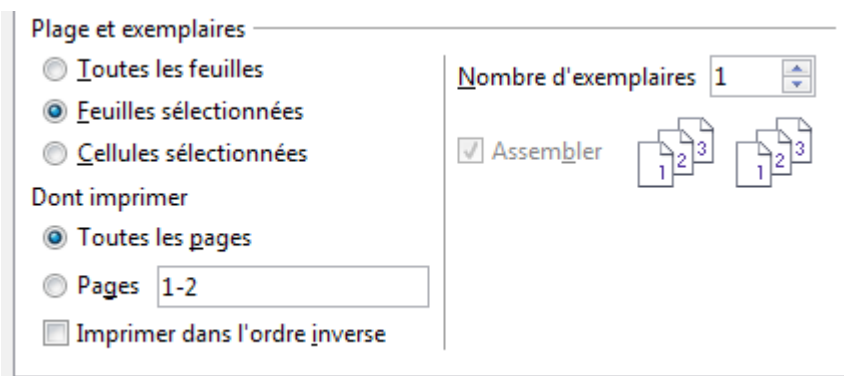 Plage et exemplaires
Toutes les feuilles
Feuilles sélectionnées
Cellules sélectionnées
Dont imprimer
Toutes les pages
Pages 1-2
Imprimer dans l'ordre inverse
Nombre d'exemplaires 1
Assembler 1 2 3 1 2 3